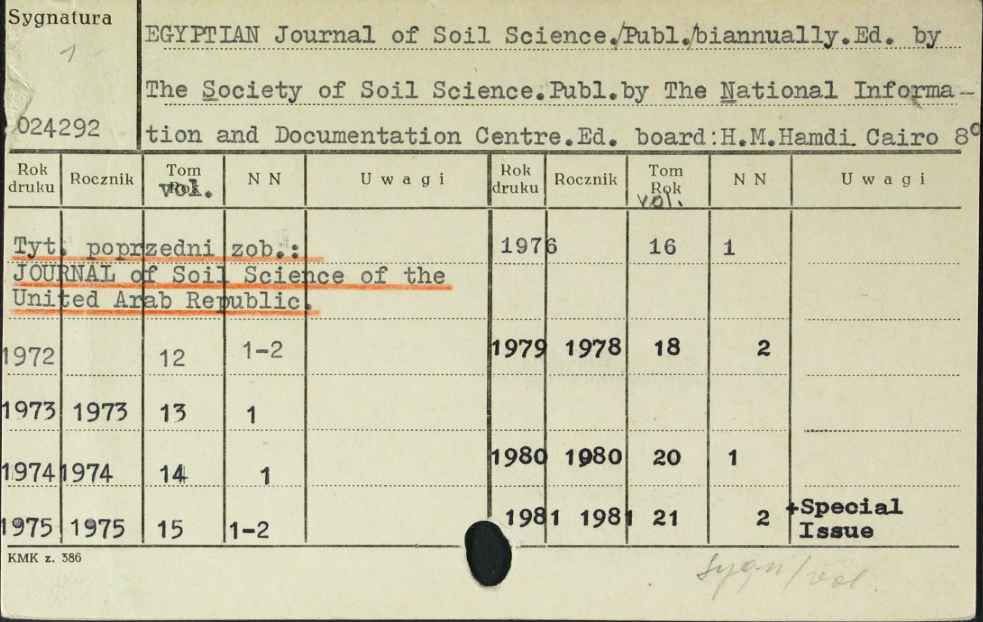 Sygnatura
1-
024292
EGYPTIAN Journal of Soil Science./Publ./biannually.Ed. by
The Society of Soil Science.Publ.by The National Informa-
tion and Documentation Centre.Ed. board:H.M.Hamdi. Cairo 8°
Rok druku Rocznik Tom Rok vol. N N Uwagi Rok druku Rocznik Tom Rok vol. N N Uwagi
Tyt. poprzedni zob.:
JOURNAL of Soil Science of the
United Arab Republic.
1972 12 1-2
1973 1973 13 1
1974 1974 14 1
1975 1975 15 1-2
1976 16 1
1979 1978 18 2
1980 1980 20 1
1981 1981 21 2 +Special
Issue
KMK z. 386
sygn/vol.